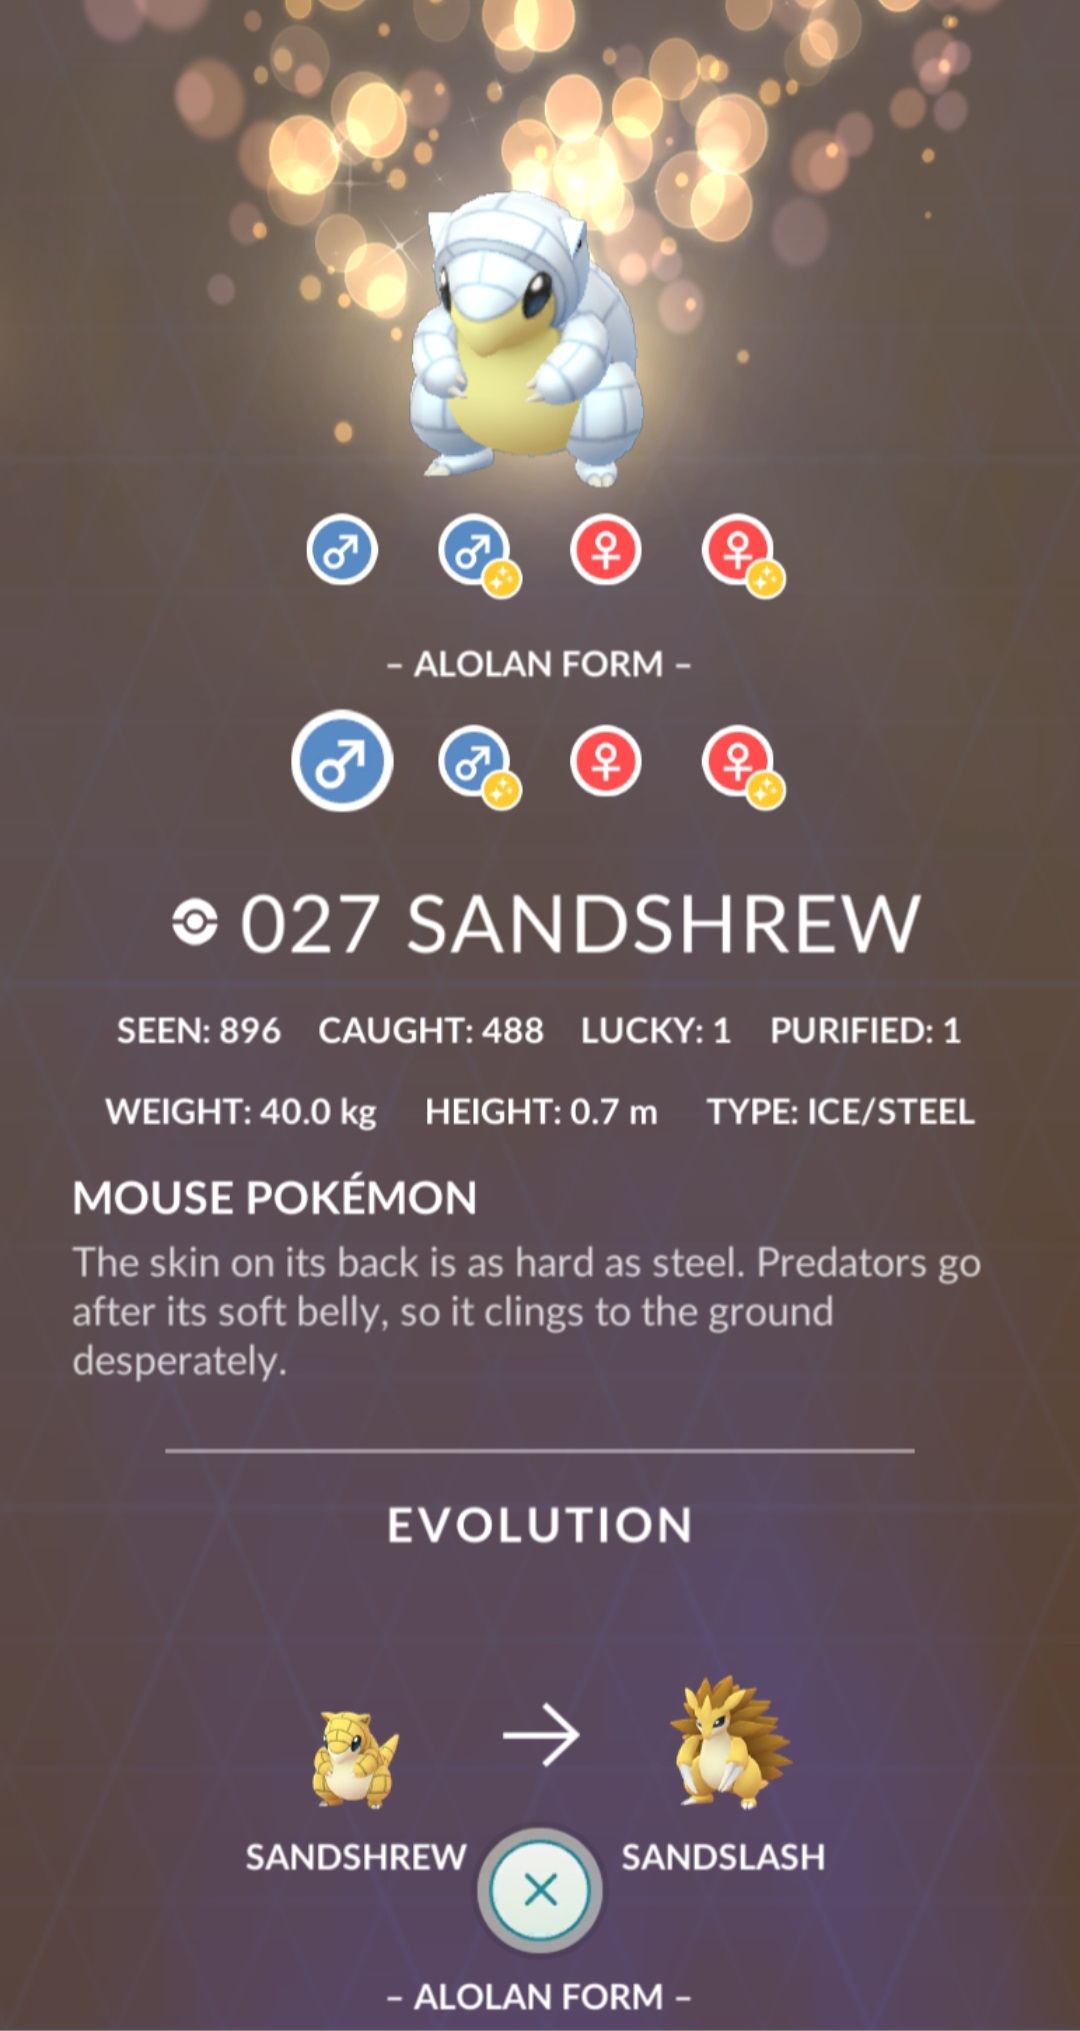 – ALOLAN FORM –
027 SANDSHREW
SEEN: 896 CAUGHT: 488 LUCKY: 1 PURIFIED: 1
WEIGHT: 40.0 kg HEIGHT: 0.7 m TYPE: ICE/STEEL
MOUSE POKÉMON
The skin on its back is as hard as steel. Predators go
after its soft belly, so it clings to the ground
desperately.
EVOLUTION
SANDSHREW SANDSLASH
– ALOLAN FORM –